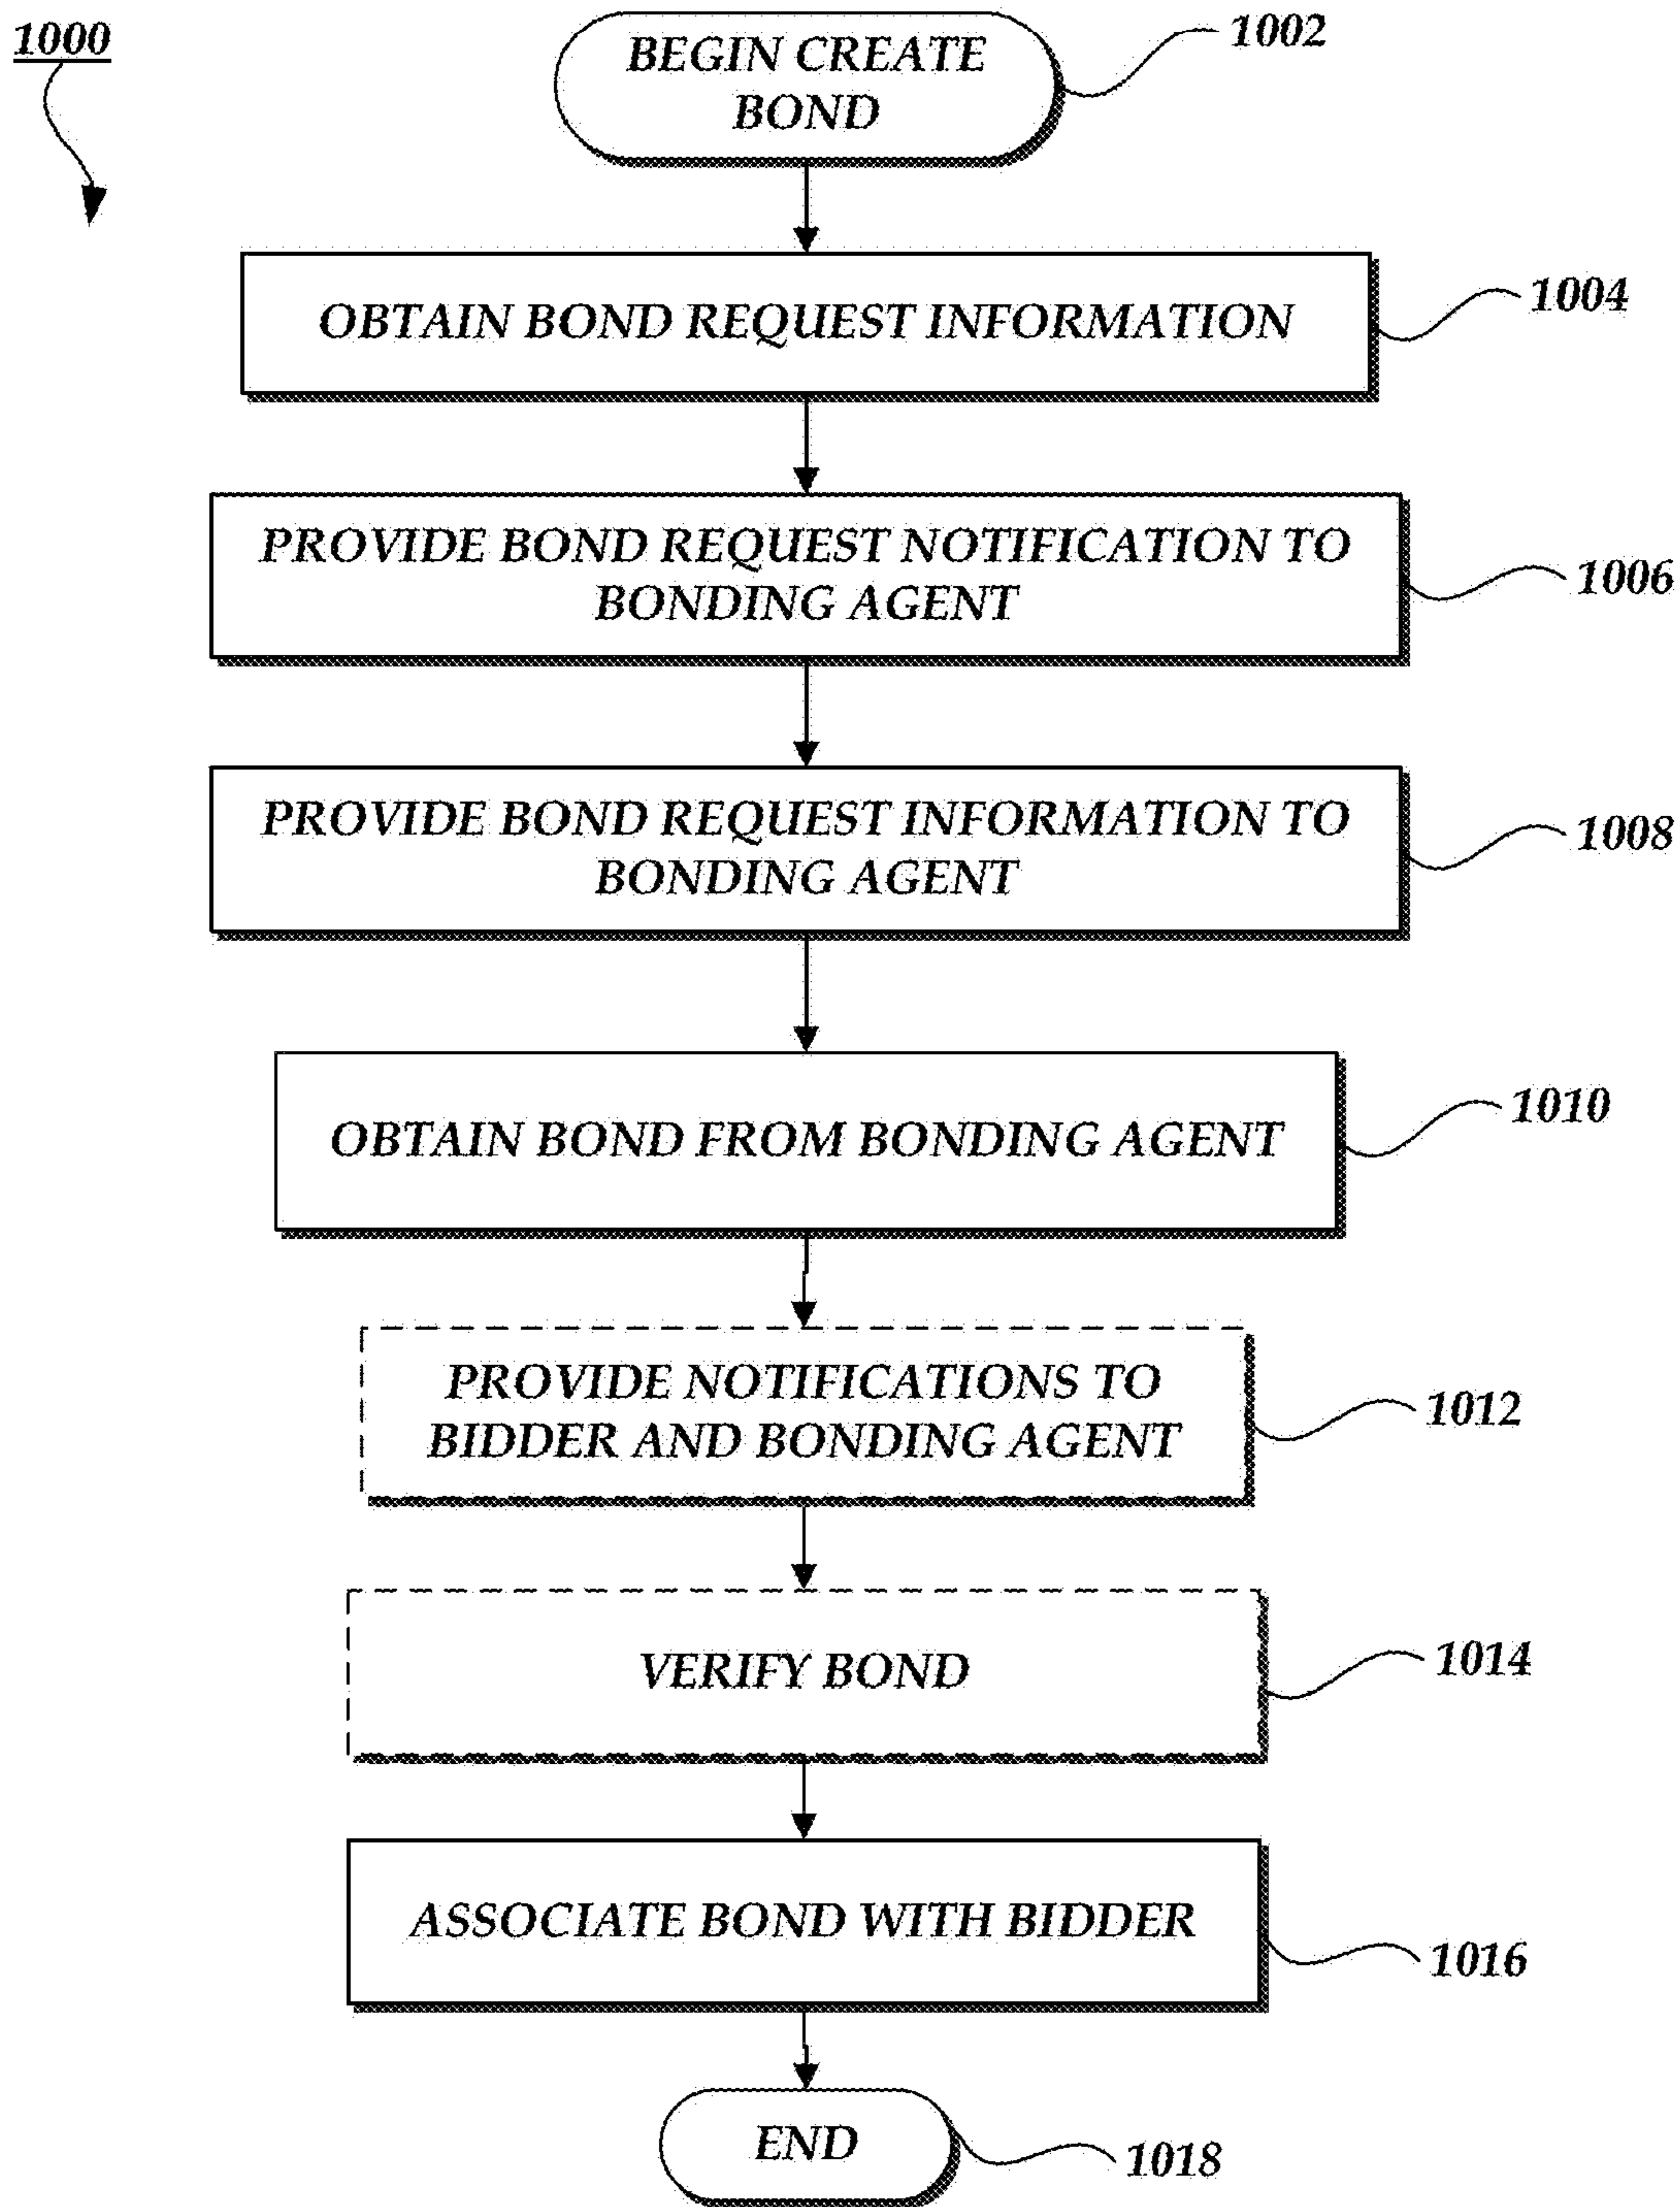 1000
BEGIN CREATE
BOND
1002
OBTAIN BOND REQUEST INFORMATION
1004
PROVIDE BOND REQUEST NOTIFICATION TO
BONDING AGENT
1006
PROVIDE BOND REQUEST INFORMATION TO
BONDING AGENT
1008
OBTAIN BOND FROM BONDING AGENT
1010
PROVIDE NOTIFICATIONS TO
BIDDER AND BONDING AGENT
1012
VERIFY BOND
1014
ASSOCIATE BOND WITH BIDDER
1016
END
1018